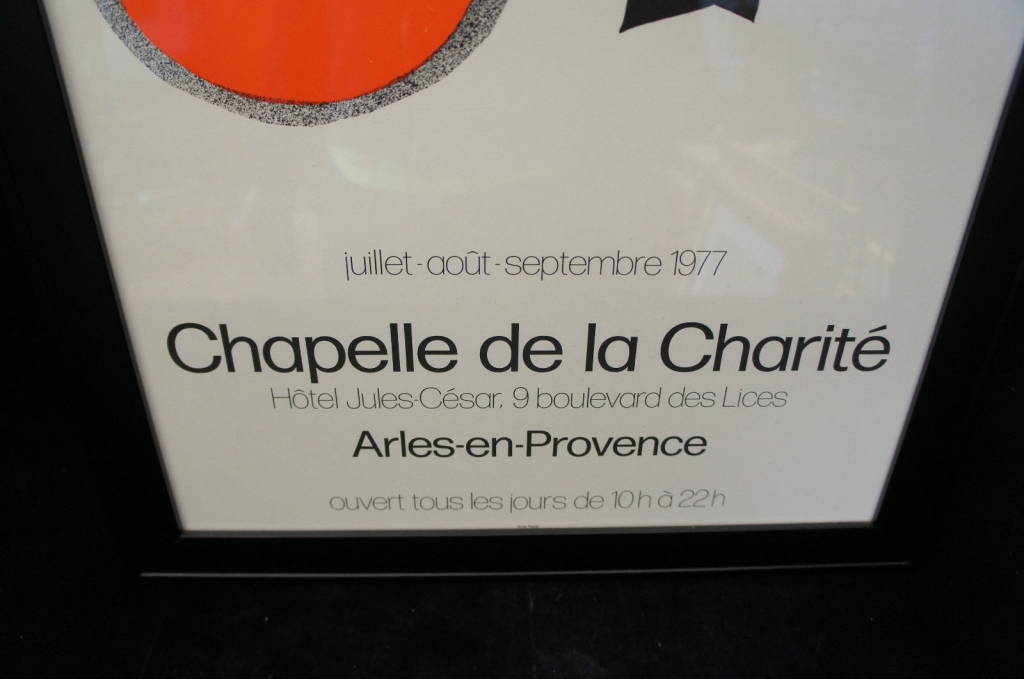 juillet-août-septembre 1977
Chapelle de la Charité
Hôtel Jules-César, 9 boulevard des Lices
Arles-en-Provence
ouvert tous les jours de 10h à 22h